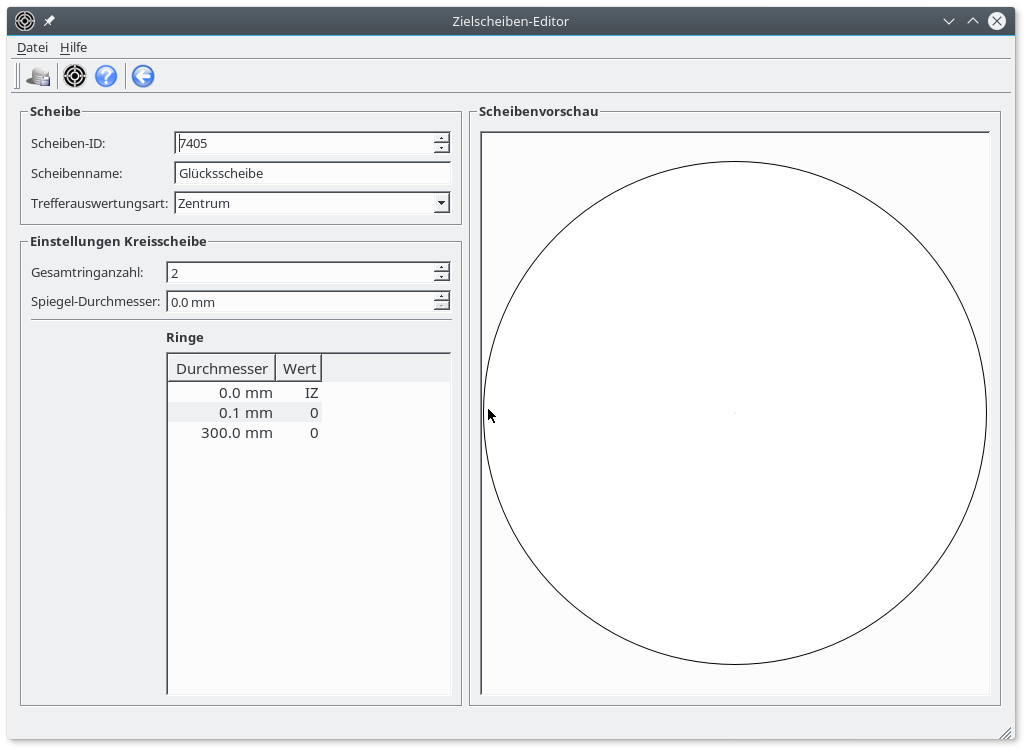 Zielscheiben-Editor
Datei Hilfe
Scheibe
Scheiben-ID: 7405
Scheibenname: Glücksscheibe
Trefferauswertungsart: Zentrum
Einstellungen Kreisscheibe
Gesamtringanzahl: 2
Spiegel-Durchmesser: 0.0 mm
Ringe
Durchmesser Wert
0.0 mm IZ
0.1 mm 0
300.0 mm 0
Scheibenvorschau